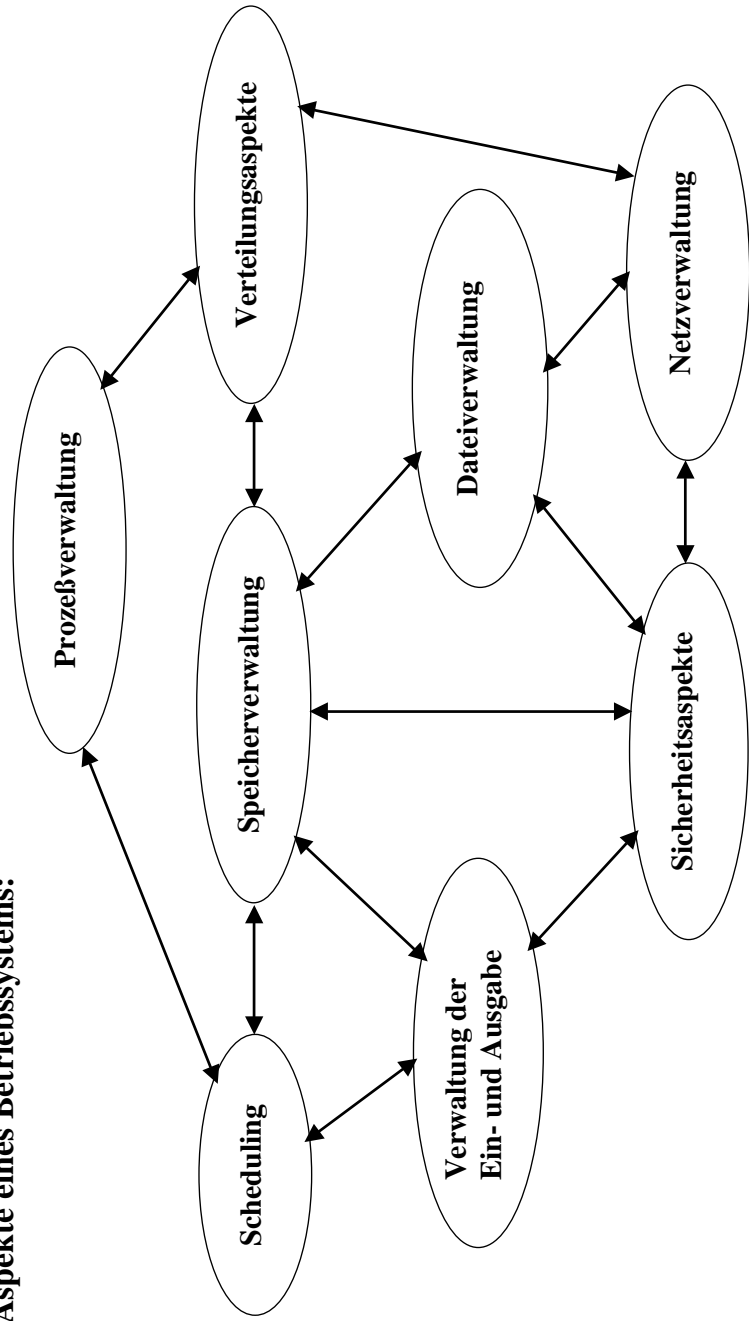 Aspekte eines Betriebssystems:
Prozeßverwaltung
Scheduling
Speicherverwaltung
Verteilungsaspekte
Verwaltung der
Ein- und Ausgabe
Dateiverwaltung
Sicherheitsaspekte
Netzverwaltung